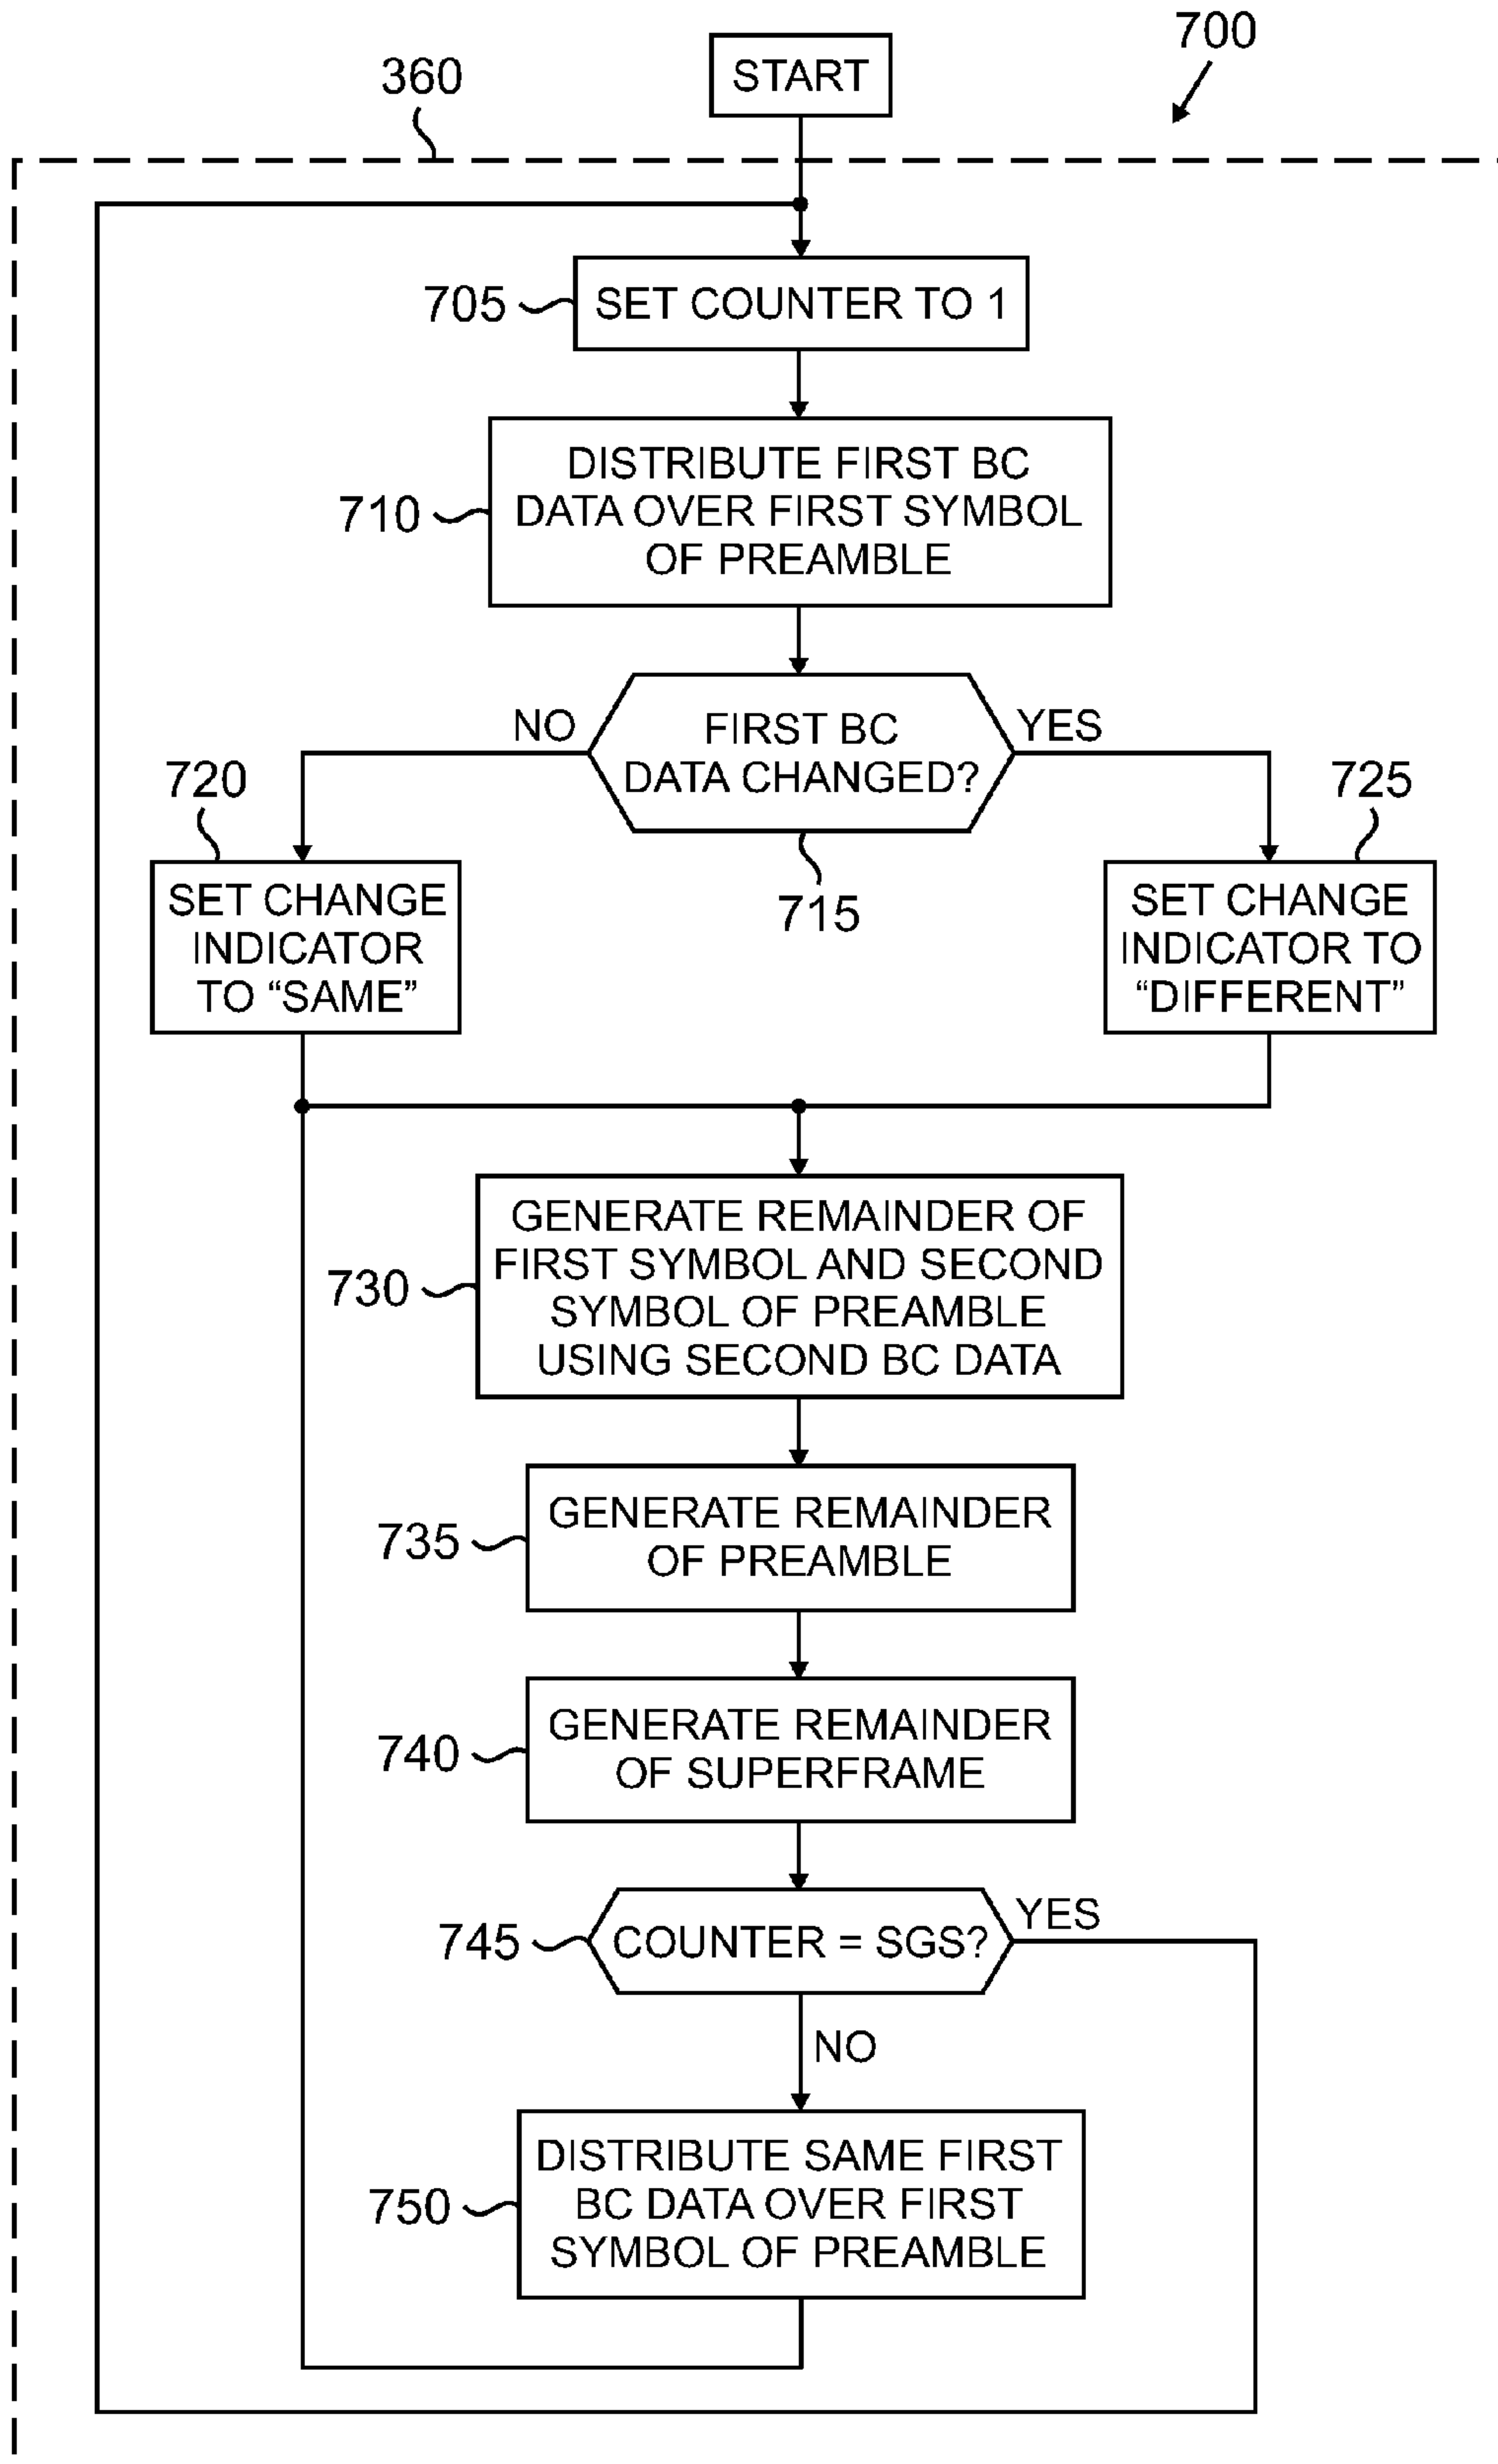 700
START
360
705
SET COUNTER TO 1
710
DISTRIBUTE FIRST BC
DATA OVER FIRST SYMBOL
OF PREAMBLE
NO
FIRST BC
DATA CHANGED?
YES
715
720
SET CHANGE
INDICATOR
TO “SAME”
725
SET CHANGE
INDICATOR TO
“DIFFERENT”
730
GENERATE REMAINDER OF
FIRST SYMBOL AND SECOND
SYMBOL OF PREAMBLE
USING SECOND BC DATA
735
GENERATE REMAINDER
OF PREAMBLE
740
GENERATE REMAINDER
OF SUPERFRAME
745
COUNTER = SGS?
YES
NO
750
DISTRIBUTE SAME FIRST
BC DATA OVER FIRST
SYMBOL OF PREAMBLE